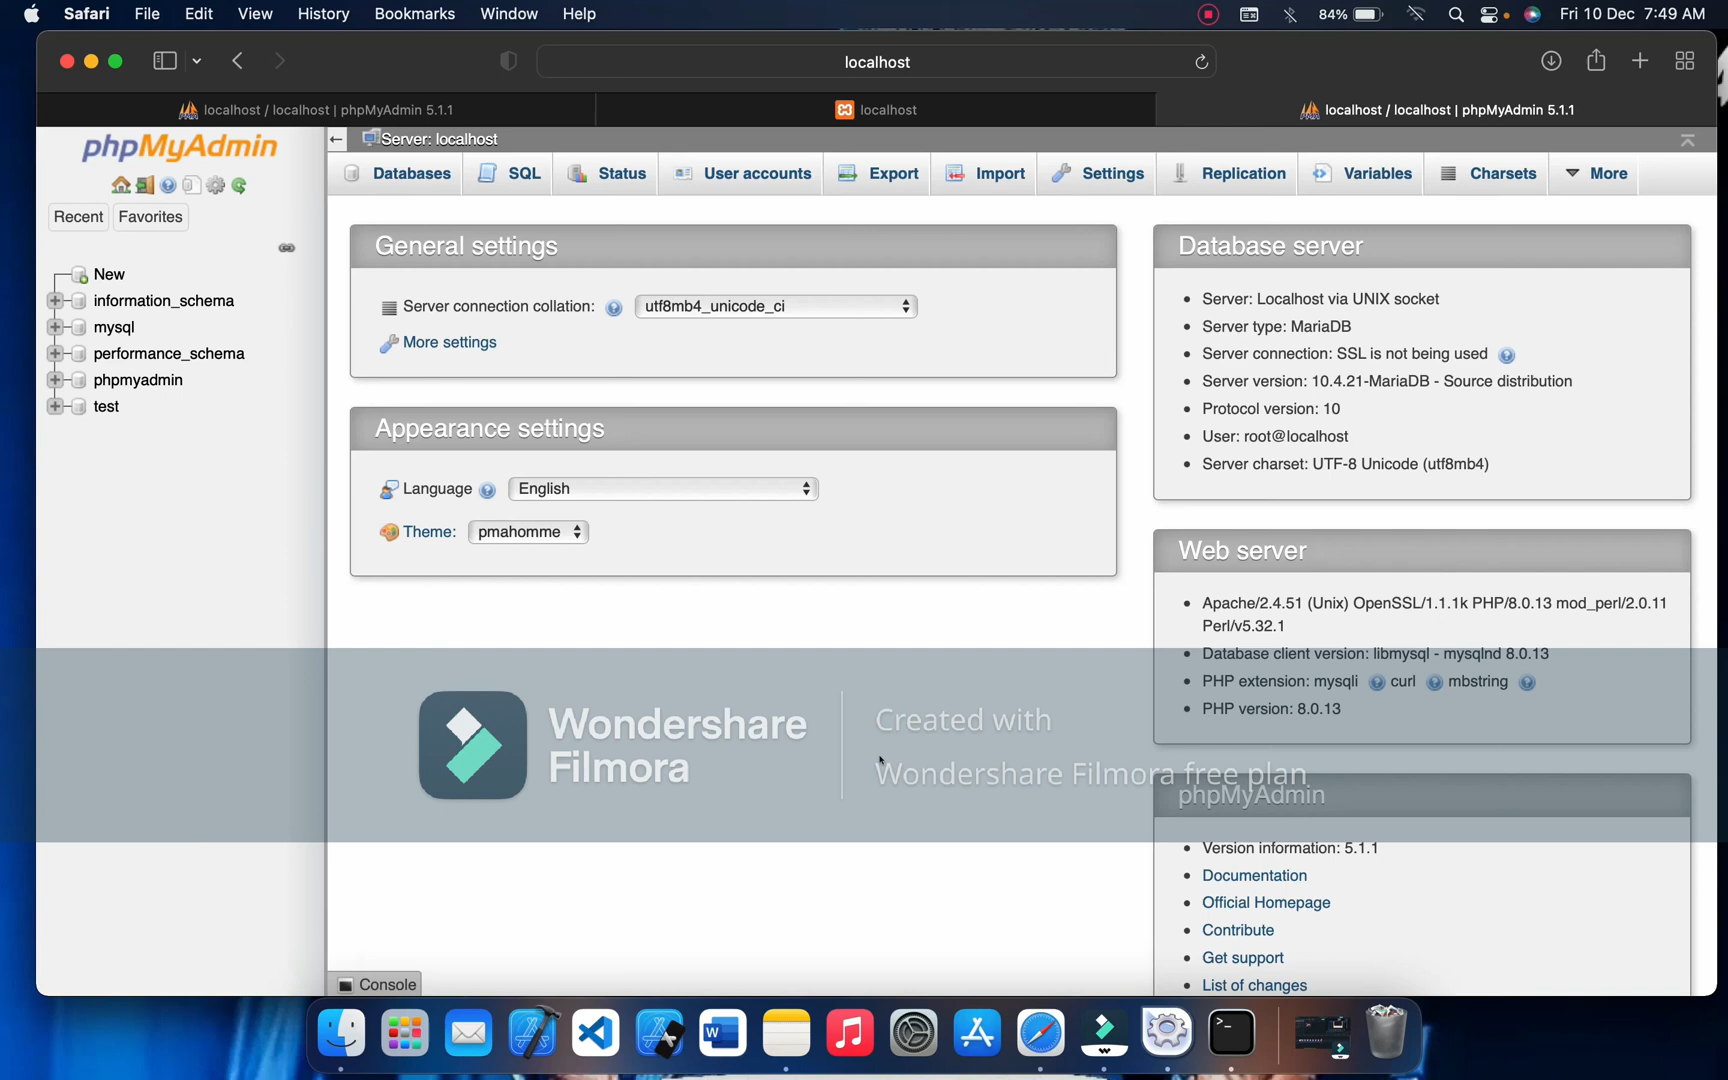 Safari File Edit View History Bookmarks Window Help 84% Fri 10 Dec 7:49 AM
localhost
localhost / localhost | phpMyAdmin 5.1.1
localhost
localhost / localhost | phpMyAdmin 5.1.1
phpMyAdmin
Recent Favorites
New
information_schema
mysql
performance_schema
phpmyadmin
test
Server: localhost
Databases SQL Status User accounts Export Import Settings Replication Variables Charsets More
General settings
Server connection collation: utf8mb4_unicode_ci
More settings
Appearance settings
Language English
Theme: pmahomme
Database server
Server: Localhost via UNIX socket
Server type: MariaDB
Server connection: SSL is not being used
Server version: 10.4.21-MariaDB - Source distribution
Protocol version: 10
User: root@localhost
Server charset: UTF-8 Unicode (utf8mb4)
Web server
Apache/2.4.51 (Unix) OpenSSL/1.1.1k PHP/8.0.13 mod_perl/2.0.11
Perl/v5.32.1
Database client version: libmysql - mysqlnd 8.0.13
PHP extension: mysqli curl mbstring
PHP version: 8.0.13
phpMyAdmin
Version information: 5.1.1
Documentation
Official Homepage
Contribute
Get support
List of changes
Wondershare
Filmora
Created with
Wondershare Filmora free plan
Console